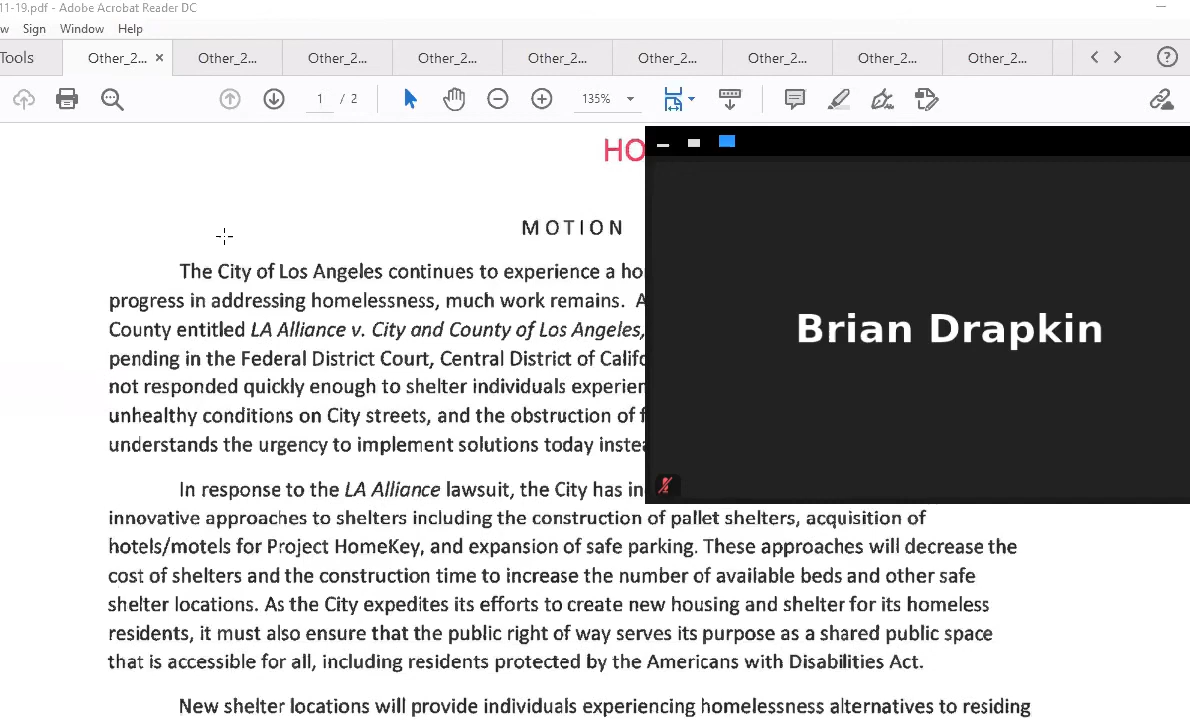 11-19.pdf - Adobe Acrobat Reader DC
w Sign Window Help
Tools Other_2... × Other_2... Other_2... Other_2... Other_2... Other_2... Other_2... Other_2... Other_2...
1 / 2 135%
HO
MOTION
The City of Los Angeles continues to experience a ho
progress in addressing homelessness, much work remains. A
County entitled LA Alliance v. City and County of Los Angeles,
pending in the Federal District Court, Central District of Califo
not responded quickly enough to shelter individuals experien
unhealthy conditions on City streets, and the obstruction of f
understands the urgency to implement solutions today instea
Brian Drapkin
In response to the LA Alliance lawsuit, the City has in
innovative approaches to shelters including the construction of pallet shelters, acquisition of
hotels/motels for Project HomeKey, and expansion of safe parking. These approaches will decrease the
cost of shelters and the construction time to increase the number of available beds and other safe
shelter locations. As the City expedites its efforts to create new housing and shelter for its homeless
residents, it must also ensure that the public right of way serves its purpose as a shared public space
that is accessible for all, including residents protected by the Americans with Disabilities Act.
New shelter locations will provide individuals experiencing homelessness alternatives to residing